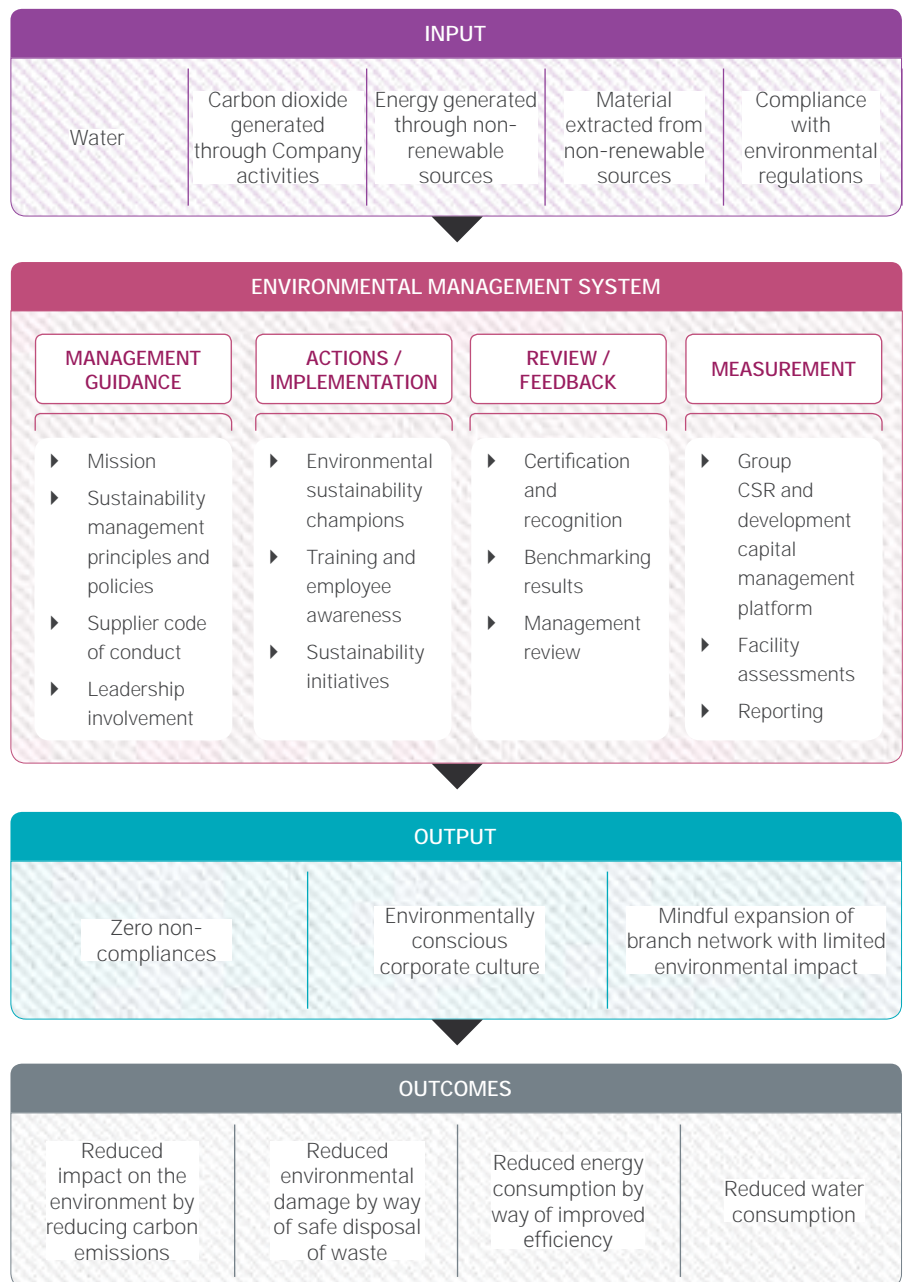 INPUT
Water
Carbon dioxide
generated
through Company
activities
Energy generated
through non-
renewable
sources
Material
extracted from
non-renewable
sources
Compliance
with
environmental
regulations
ENVIRONMENTAL MANAGEMENT SYSTEM
MANAGEMENT
GUIDANCE
Mission
Sustainability
management
principles and
policies
Supplier code
of conduct
Leadership
involvement
ACTIONS /
IMPLEMENTATION
Environmental
sustainability
champions
Training and
employee
awareness
Sustainability
initiatives
REVIEW /
FEEDBACK
Certification
and
recognition
Benchmarking
results
Management
review
MEASUREMENT
Group
CSR and
development
capital
management
platform
Facility
assessments
Reporting
OUTPUT
Zero non-
compliances
Environmentally
conscious
corporate culture
Mindful expansion of
branch network with limited
environmental impact
OUTCOMES
Reduced
impact on the
environment by
reducing carbon
emissions
Reduced
environmental
damage by way
of safe disposal
of waste
Reduced energy
consumption by
way of improved
efficiency
Reduced water
consumption